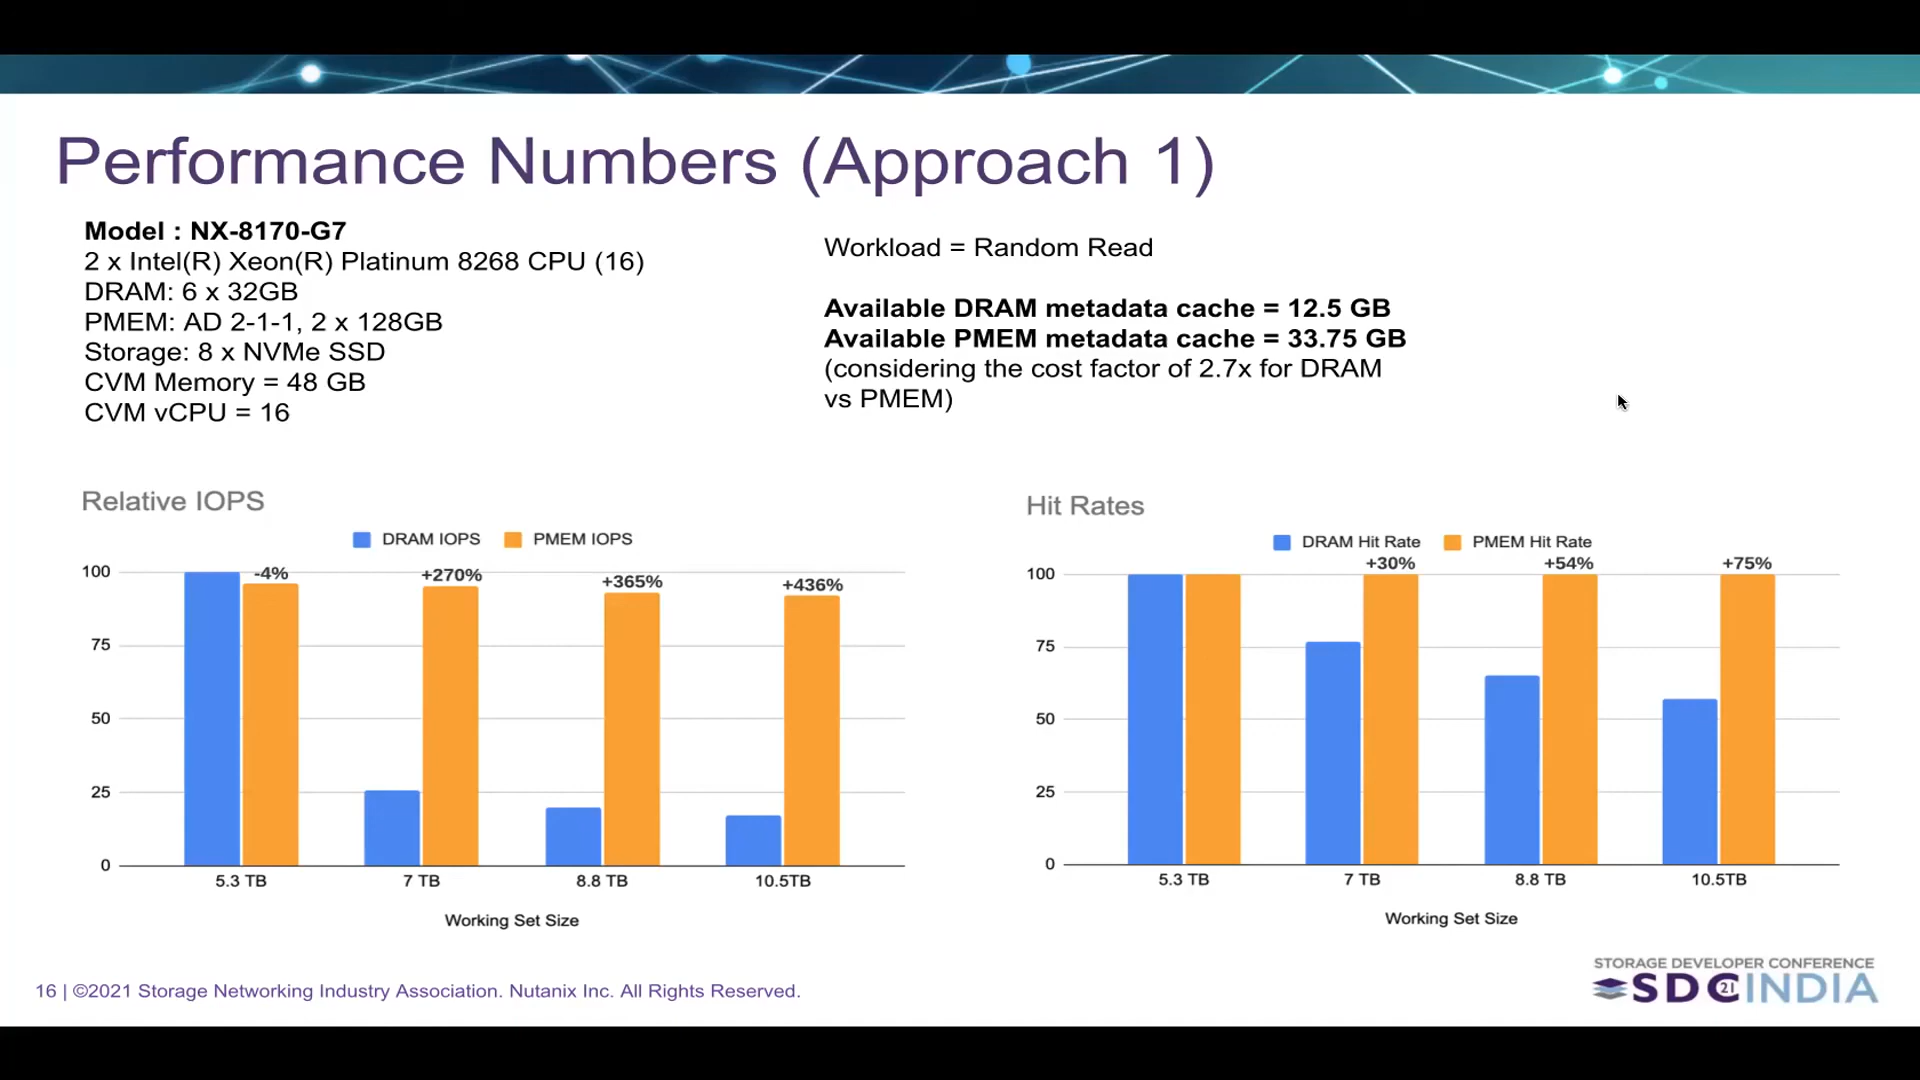 Performance Numbers (Approach 1)
Model : NX-8170-G7
2 x Intel(R) Xeon(R) Platinum 8268 CPU (16)
DRAM: 6 x 32GB
PMEM: AD 2-1-1, 2 x 128GB
Storage: 8 x NVMe SSD
CVM Memory = 48 GB
CVM vCPU = 16
Workload = Random Read
Available DRAM metadata cache = 12.5 GB
Available PMEM metadata cache = 33.75 GB
(considering the cost factor of 2.7x for DRAM
vs PMEM)
Relative IOPS
DRAM IOPS PMEM IOPS
100
75
50
25
0
-4% +270% +365% +436%
5.3 TB 7 TB 8.8 TB 10.5TB
Working Set Size
Hit Rates
DRAM Hit Rate PMEM Hit Rate
+30% +54% +75%
100
75
50
25
0
5.3 TB 7 TB 8.8 TB 10.5TB
Working Set Size
16 | ©2021 Storage Networking Industry Association. Nutanix Inc. All Rights Reserved.
STORAGE DEVELOPER CONFERENCE
SDC 21 INDIA